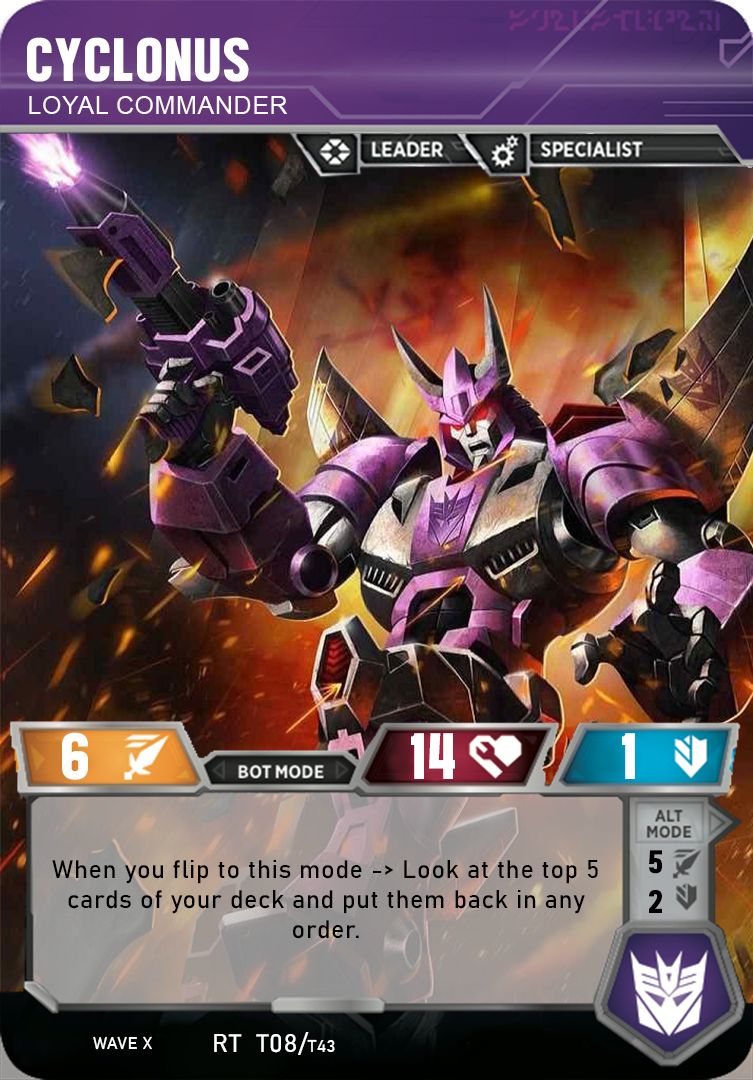 CYCLONUS
LOYAL COMMANDER
LEADER
SPECIALIST
6
BOT MODE
14
1
When you flip to this mode -> Look at the top 5
cards of your deck and put them back in any
order.
ALT
MODE
5
2
WAVE X
RT T08/T43